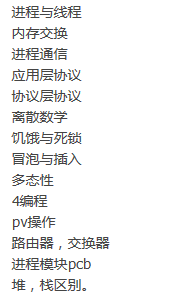 进程与线程
内存交换
进程通信
应用层协议
协议层协议
离散数学
饥饿与死锁
冒泡与插入
多态性
4编程
pv操作
路由器，交换器
进程模块pcb
堆，栈区别。